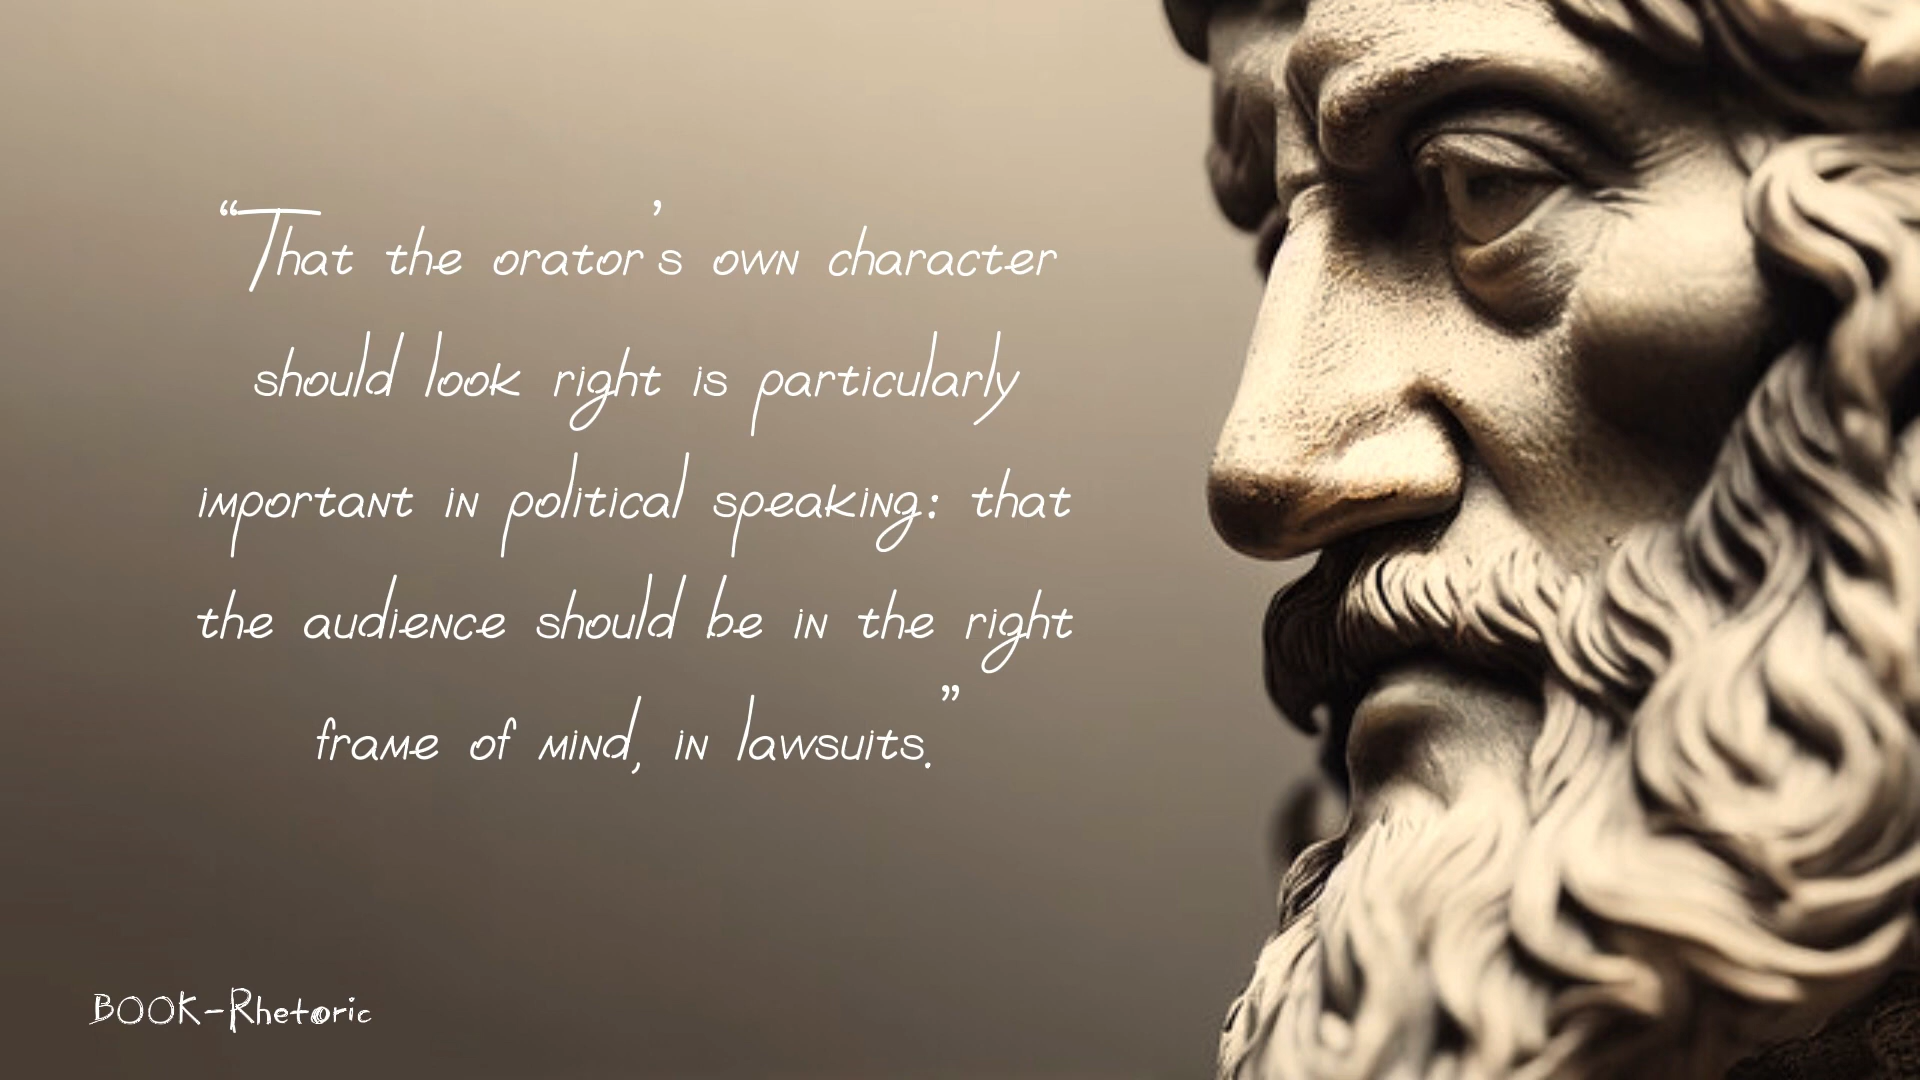 “That the orator’s own character
should look right is particularly
important in political speaking: that
the audience should be in the right
frame of mind, in lawsuits.”
BOOK-Rhetoric